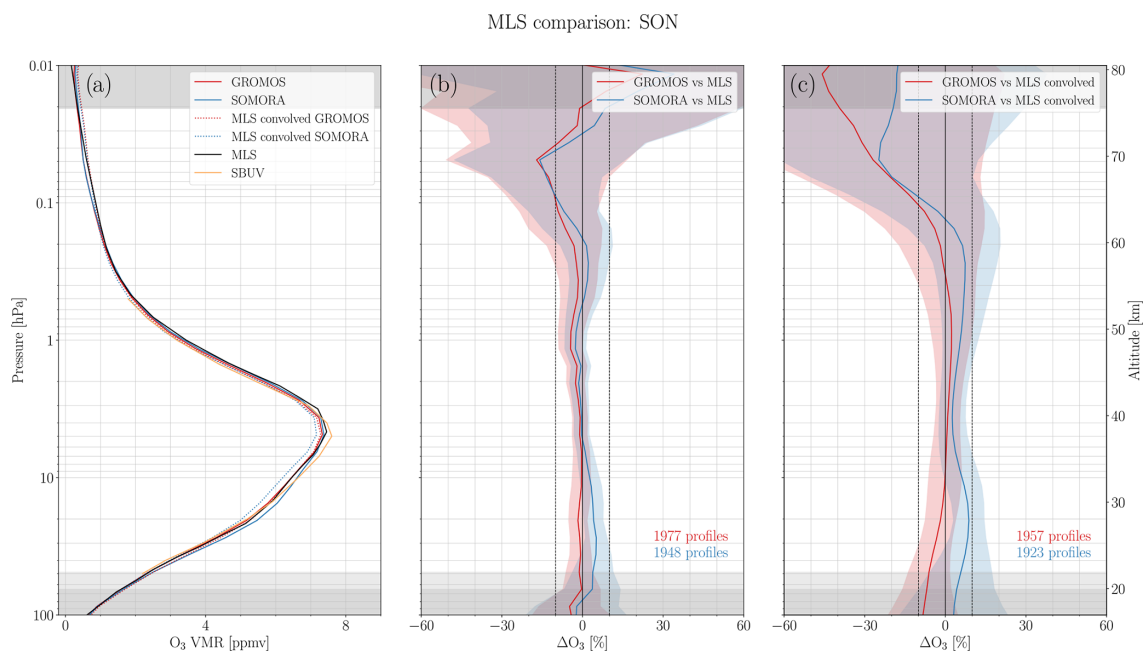 MLS comparison: SON
(a)
GROMOS
SOMORA
MLS convolved GROMOS
MLS convolved SOMORA
MLS
SBUV
0.01
0.1
1
10
100
Pressure [hPa]
0
4
8
O₃ VMR [ppmv]
(b)
GROMOS vs MLS
SOMORA vs MLS
1977 profiles
1948 profiles
−60
−30
0
30
60
ΔO₃ [%]
(c)
GROMOS vs MLS convolved
SOMORA vs MLS convolved
1957 profiles
1923 profiles
−60
−30
0
30
60
ΔO₃ [%]
80
70
60
50
40
30
20
Altitude [km]